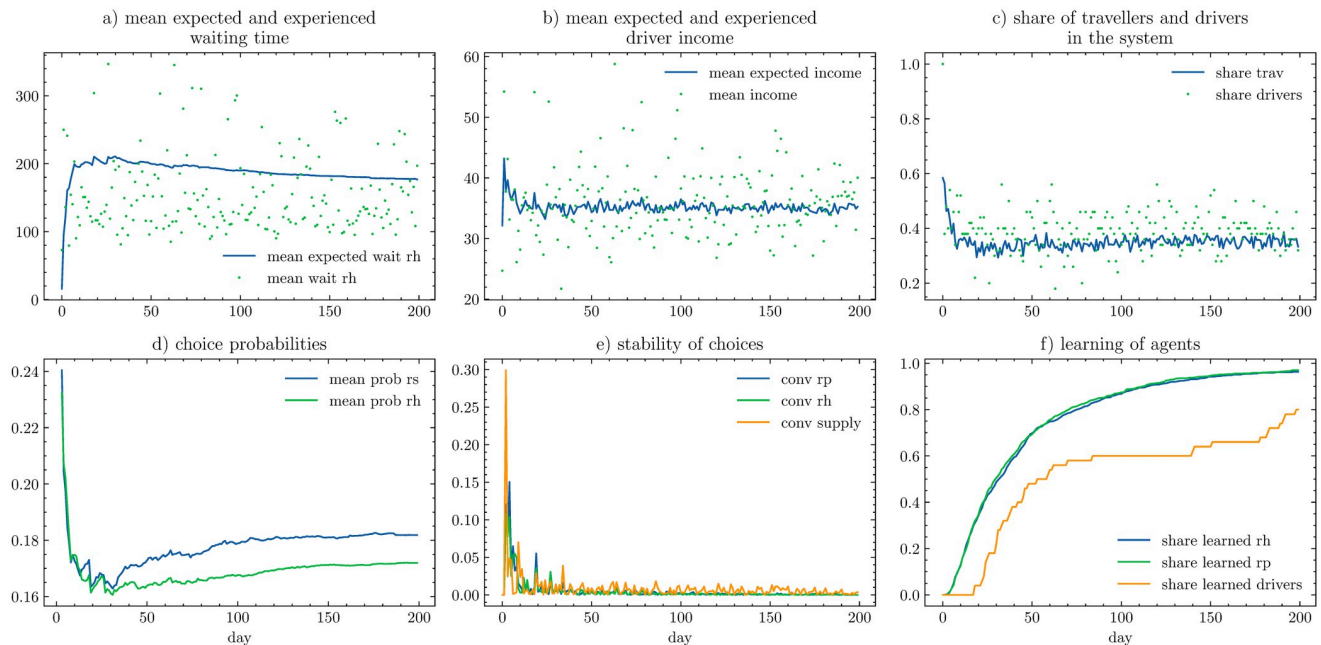 a) mean expected and experienced
waiting time
300
200
100
0
0
50
100
150
200
mean expected wait rh
mean wait rh
b) mean expected and experienced
driver income
60
50
40
30
20
0
50
100
150
200
mean expected income
mean income
c) share of travellers and drivers
in the system
1.0
0.8
0.6
0.4
0.2
0
50
100
150
200
share trav
share drivers
d) choice probabilities
0.24
0.22
0.20
0.18
0.16
0
50
100
150
200
day
mean prob rs
mean prob rh
e) stability of choices
0.30
0.25
0.20
0.15
0.10
0.05
0.00
0
50
100
150
200
day
conv rp
conv rh
conv supply
f) learning of agents
1.0
0.8
0.6
0.4
0.2
0.0
0
50
100
150
200
day
share learned rh
share learned rp
share learned drivers